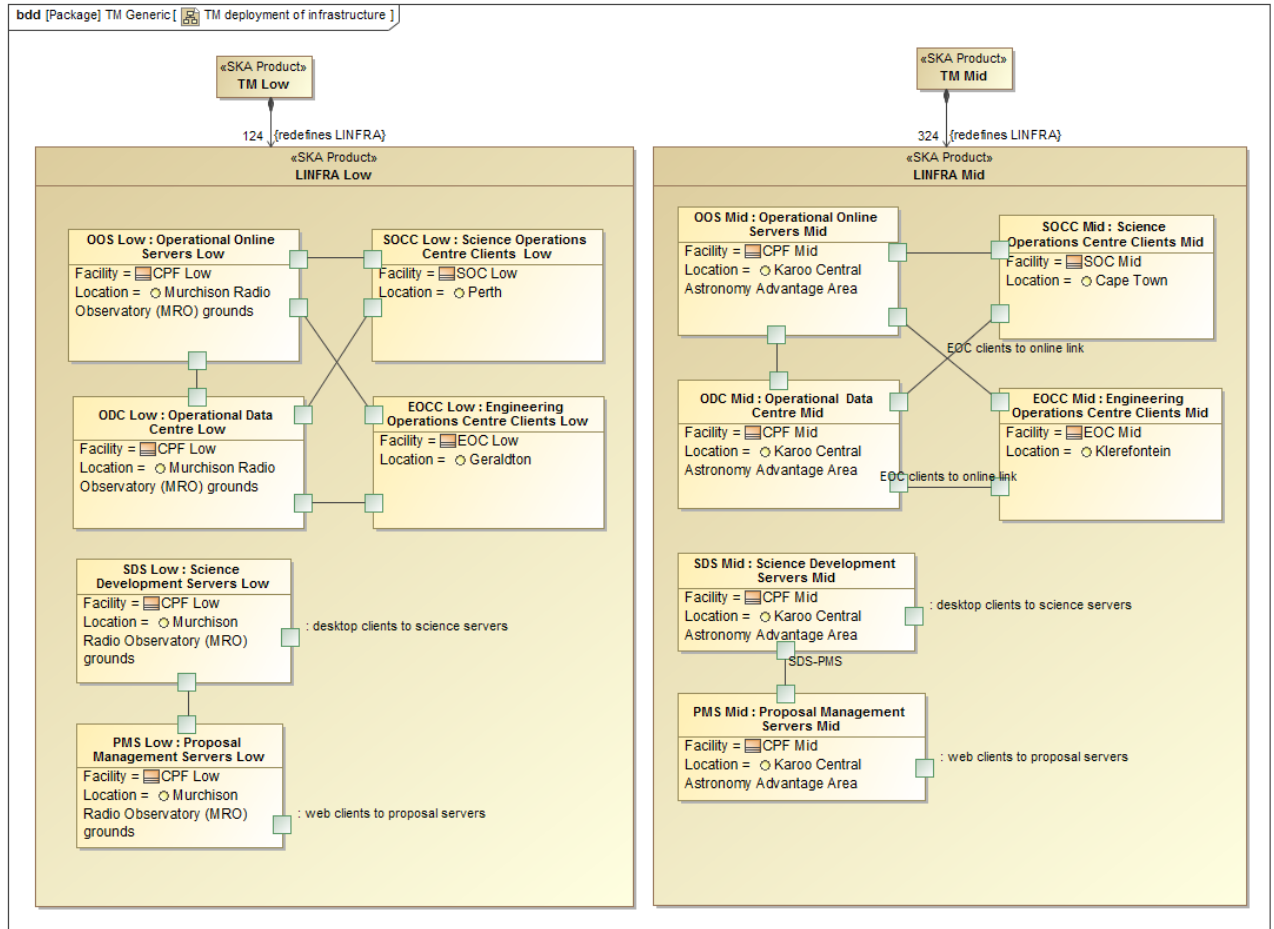 bdd [Package] TM Generic [ TM deployment of infrastructure ]
«SKA Product»
TM Low
124 {redefines LINFRA}
«SKA Product»
LINFRA Low
OOS Low : Operational Online
Servers Low
Facility = CPF Low
Location = Murchison Radio
Observatory (MRO) grounds
SOCC Low : Science Operations
Centre Clients Low
Facility = SOC Low
Location = Perth
ODC Low : Operational Data
Centre Low
Facility = CPF Low
Location = Murchison Radio
Observatory (MRO) grounds
EOCC Low : Engineering
Operations Centre Clients Low
Facility = EOC Low
Location = Geraldton
SDS Low : Science
Development Servers Low
Facility = CPF Low
Location = Murchison
Radio Observatory (MRO)
grounds
: desktop clients to science servers
PMS Low : Proposal
Management Servers Low
Facility = CPF Low
Location = Murchison
Radio Observatory (MRO)
grounds
: web clients to proposal servers
«SKA Product»
TM Mid
324 {redefines LINFRA}
«SKA Product»
LINFRA Mid
OOS Mid : Operational Online
Servers Mid
Facility = CPF Mid
Location = Karoo Central
Astronomy Advantage Area
SOCC Mid : Science
Operations Centre Clients Mid
Facility = SOC Mid
Location = Cape Town
EOC clients to online link
ODC Mid : Operational Data
Centre Mid
Facility = CPF Mid
Location = Karoo Central
Astronomy Advantage Area
EOCC Mid : Engineering
Operations Centre Clients Mid
Facility = EOC Mid
Location = Klerefontein
EOC clients to online link
SDS Mid : Science Development
Servers Mid
Facility = CPF Mid
Location = Karoo Central
Astronomy Advantage Area
: desktop clients to science servers
SDS-PMS
PMS Mid : Proposal Management
Servers Mid
Facility = CPF Mid
Location = Karoo Central
Astronomy Advantage Area
: web clients to proposal servers